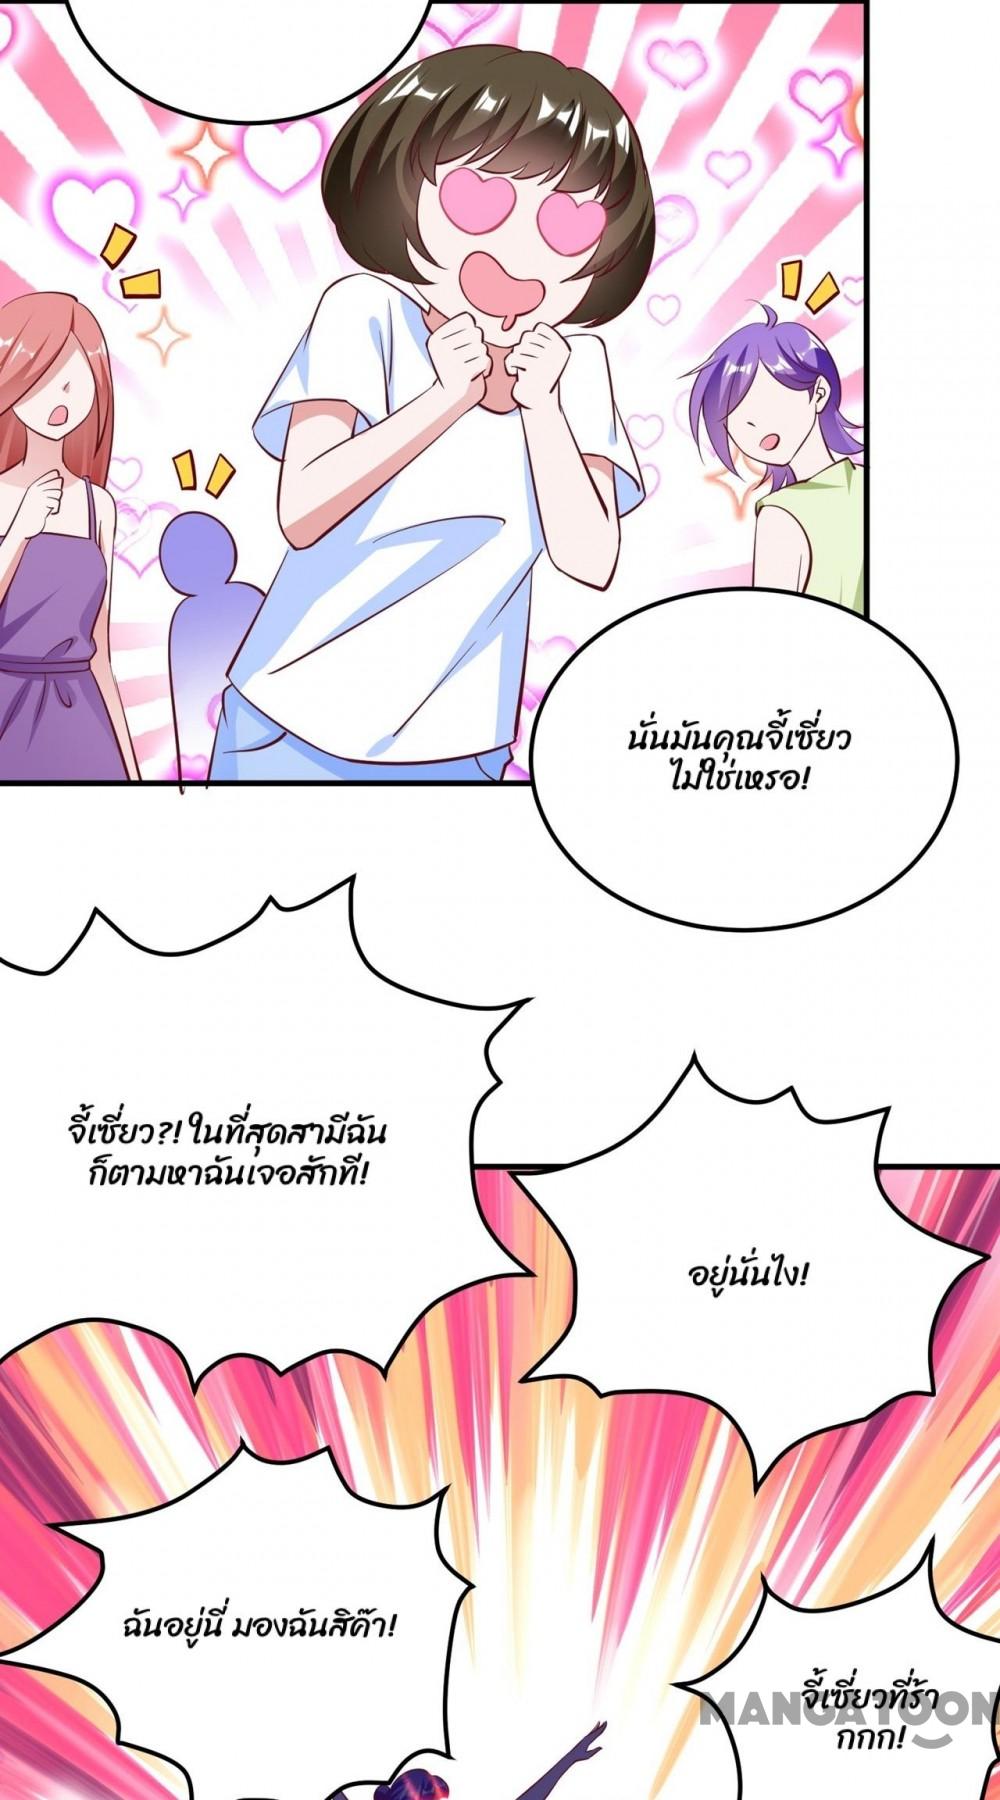 นั่นมันคุณจี้เซี่ยว
ไม่ใช่เหรอ!
จี้เซี่ยว?! ในที่สุดสามีฉัน
ก็ตามหาฉันเจอสักที!
อยู่นั่นไง!
ฉันอยู่นี่ มองฉันสิค๊า!
จี้เซี่ยวที่ร้า
กกก!
MANGATOON